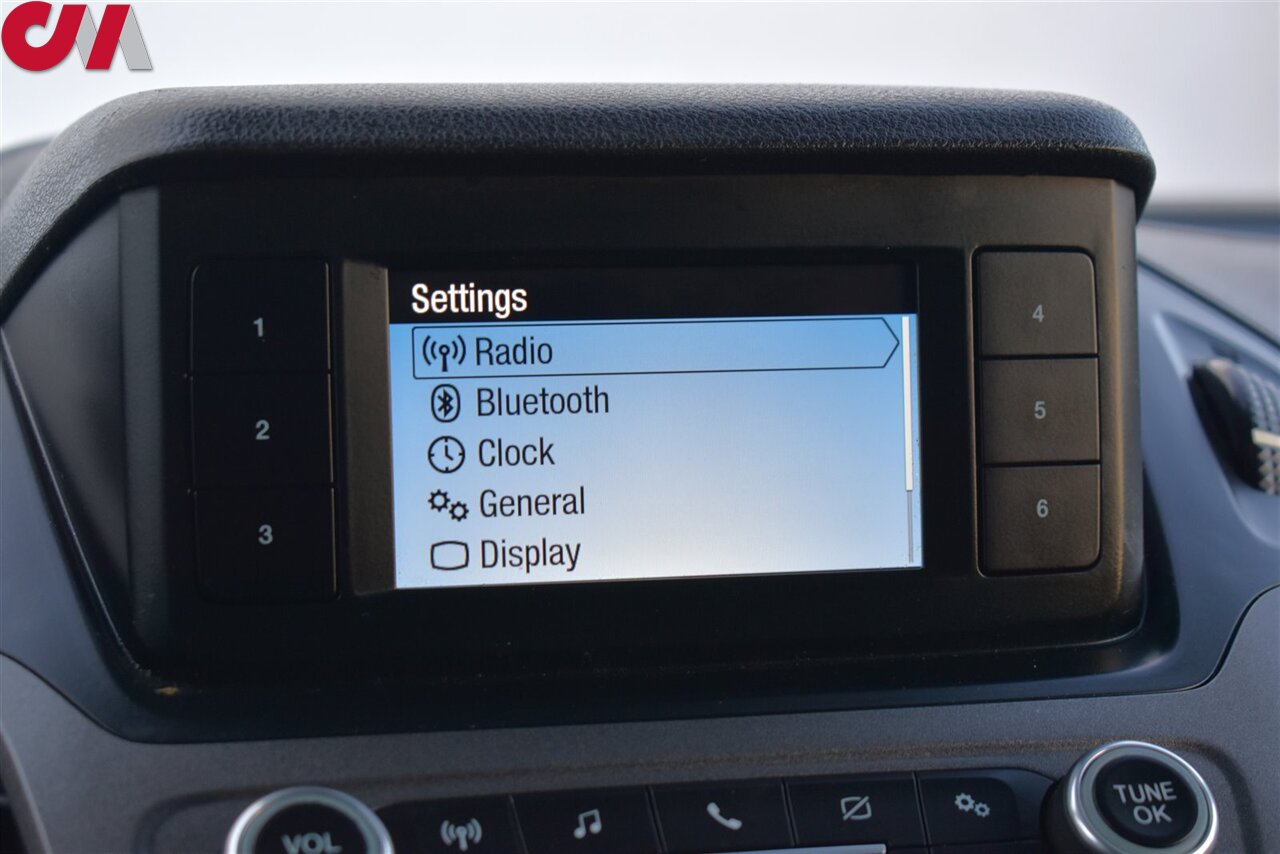 1
2
3
Settings
Radio
Bluetooth
Clock
General
Display
4
5
6
VOL
TUNE
OK